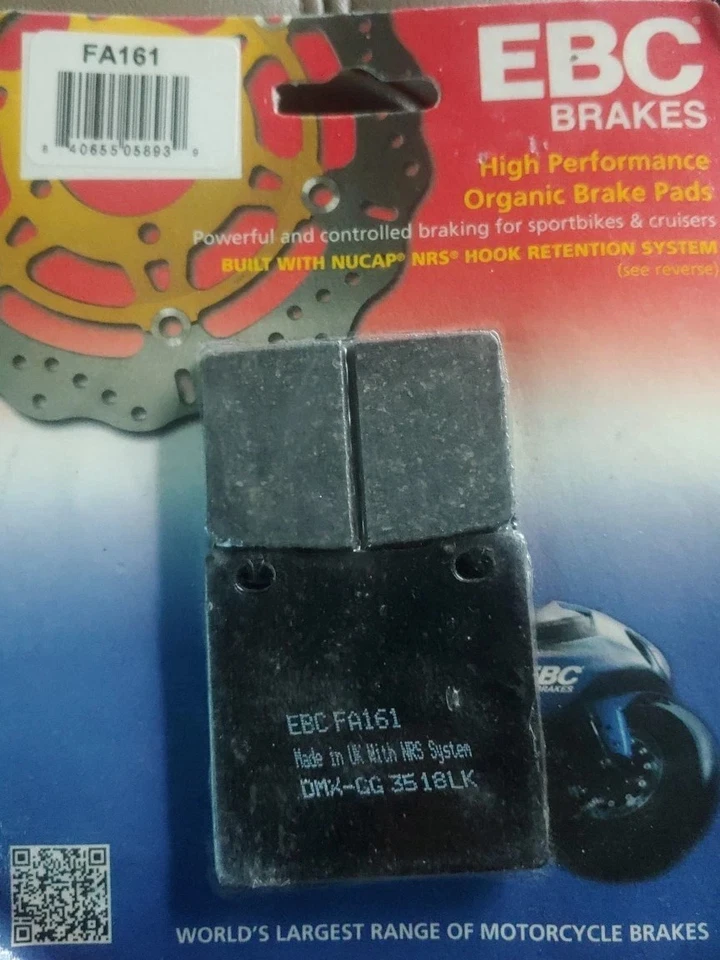 FA161
8 40655 05893 9
EBC
BRAKES
High Performance
Organic Brake Pads
Powerful and controlled braking for sportbikes & cruisers
BUILT WITH NUCAP® NRS® HOOK RETENTION SYSTEM
(see reverse)
EBC
BRAKES
EBC FA161
Made in UK With NRS System
DMX-GG 3518LK
WORLD'S LARGEST RANGE OF MOTORCYCLE BRAKES